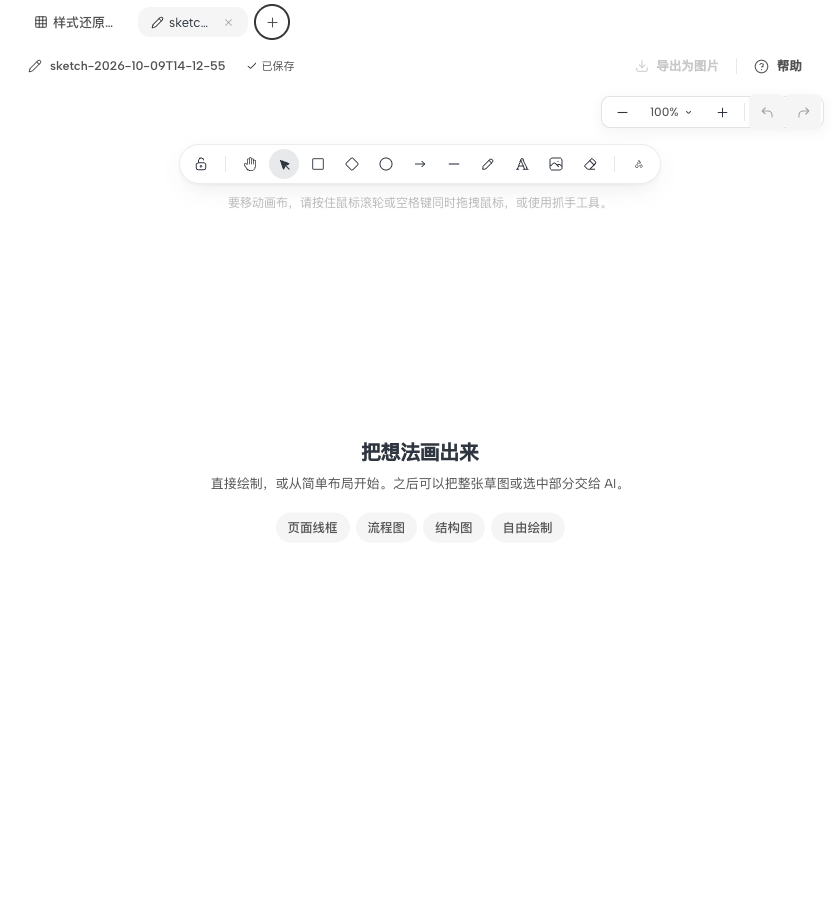 样式还原...
sketc...
sketch-2026-10-09T14-12-55
已保存
导出为图片
帮助
100%
要移动画布，请按住鼠标滚轮或空格键同时拖拽鼠标，或使用抓手工具。
把想法画出来
直接绘制，或从简单布局开始。之后可以把整张草图或选中部分交给 AI。
页面线框
流程图
结构图
自由绘制